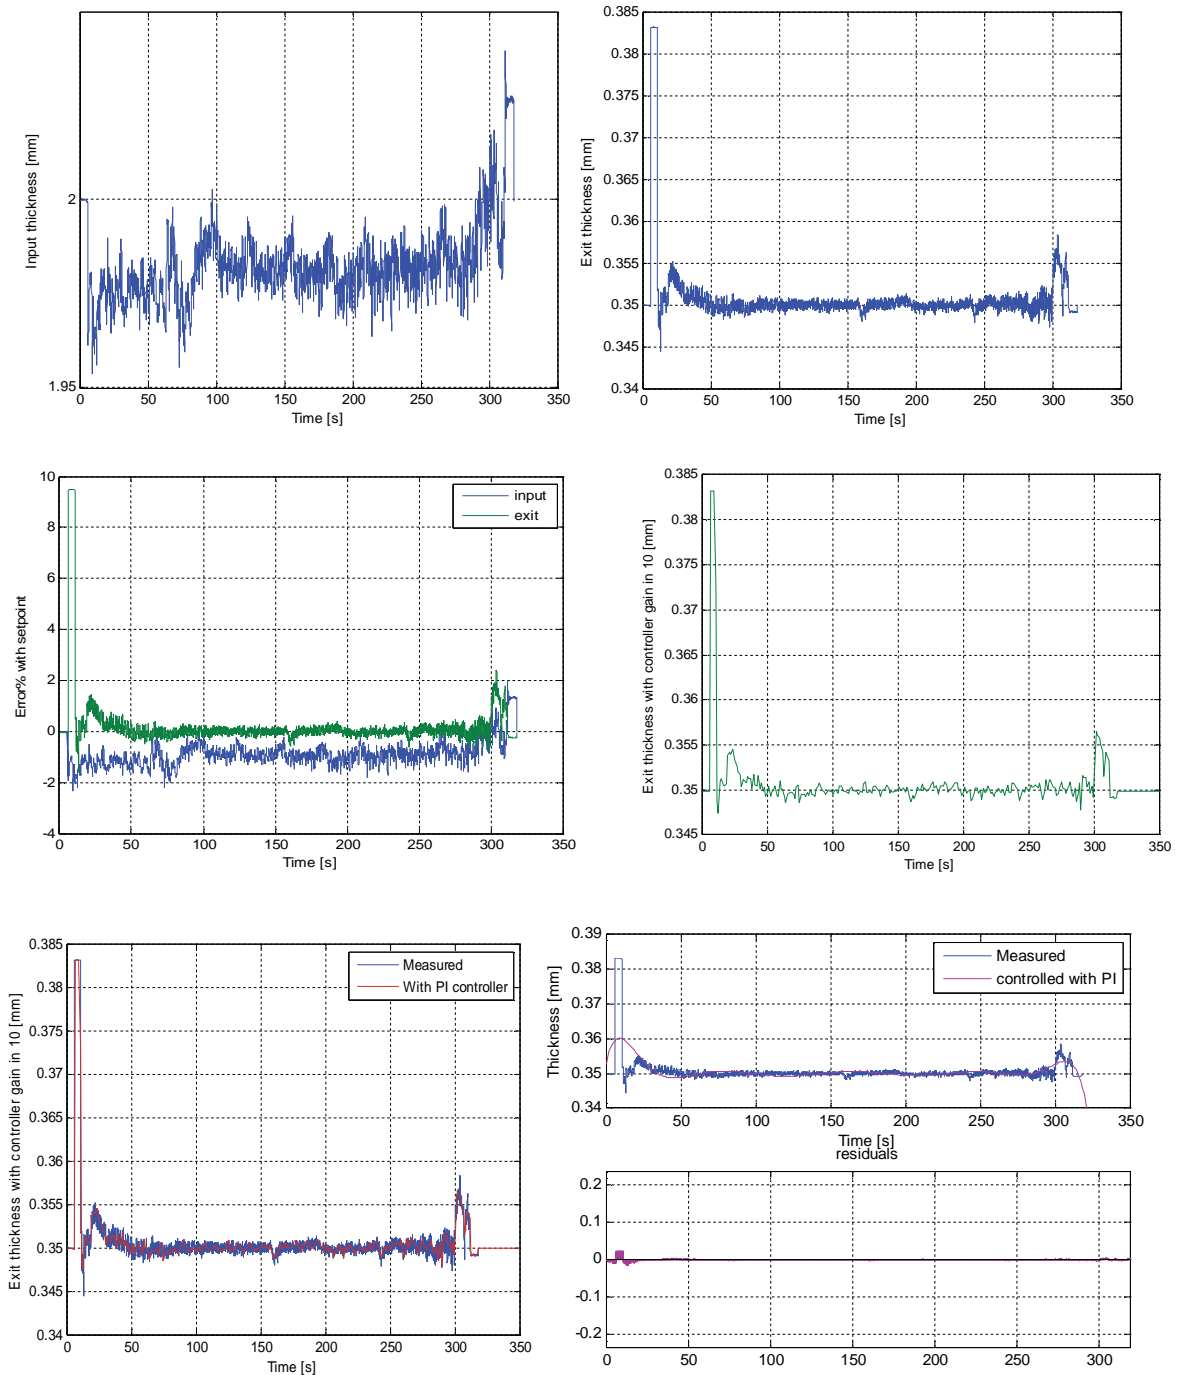 Input thickness [mm]
2
1.95
0 50 100 150 200 250 300 350
Time [s]
Exit thickness [mm]
0.385
0.38
0.375
0.37
0.365
0.36
0.355
0.35
0.345
0.34
0 50 100 150 200 250 300 350
Time [s]
Error% with setpoint
10
8
6
4
2
0
-2
-4
input
exit
0 50 100 150 200 250 300 350
Time [s]
Exit thickness with controller gain in 10 [mm]
0.385
0.38
0.375
0.37
0.365
0.36
0.355
0.35
0.345
0 50 100 150 200 250 300 350
Time [s]
Exit thickness with controller gain in 10 [mm]
0.385
0.38
0.375
0.37
0.365
0.36
0.355
0.35
0.345
0.34
Measured
With PI controller
0 50 100 150 200 250 300 350
Time [s]
Thickness [mm]
0.39
0.38
0.37
0.36
0.35
0.34
Measured
controlled with PI
0 50 100 150 200 250 300 350
Time [s]
residuals
0.2
0.1
0
-0.1
-0.2
0 50 100 150 200 250 300